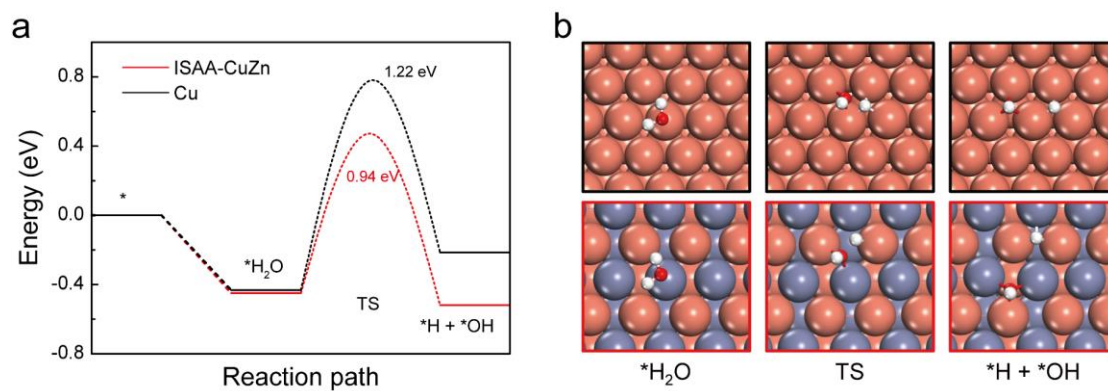 a
ISAA-CuZn
Cu
1.22 eV
0.94 eV
*
*H₂O
TS
*H + *OH
0.8
0.4
0.0
-0.4
-0.8
Energy (eV)
Reaction path
b
*H₂O
TS
*H + *OH